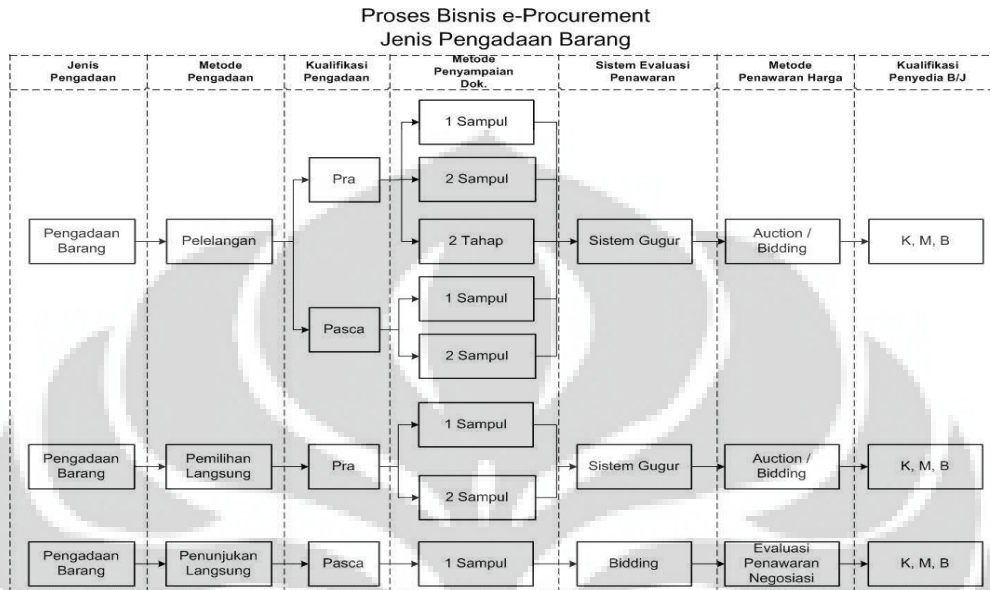 Proses Bisnis e-Procurement
Jenis Pengadaan Barang
Jenis
Pengadaan
Metode
Pengadaan
Kualifikasi
Pengadaan
Metode
Penyampaian
Dok.
Sistem Evaluasi
Penawaran
Metode
Penawaran Harga
Kualifikasi
Penyedia B/J
Pengadaan
Barang
Pelelangan
Pra
1 Sampul
2 Sampul
2 Tahap
Pasca
1 Sampul
2 Sampul
Sistem Gugur
Auction /
Bidding
K, M, B
Pengadaan
Barang
Pemilihan
Langsung
Pra
1 Sampul
2 Sampul
Sistem Gugur
Auction /
Bidding
K, M, B
Pengadaan
Barang
Penunjukan
Langsung
Pasca
1 Sampul
Bidding
Evaluasi
Penawaran
Negosiasi
K, M, B